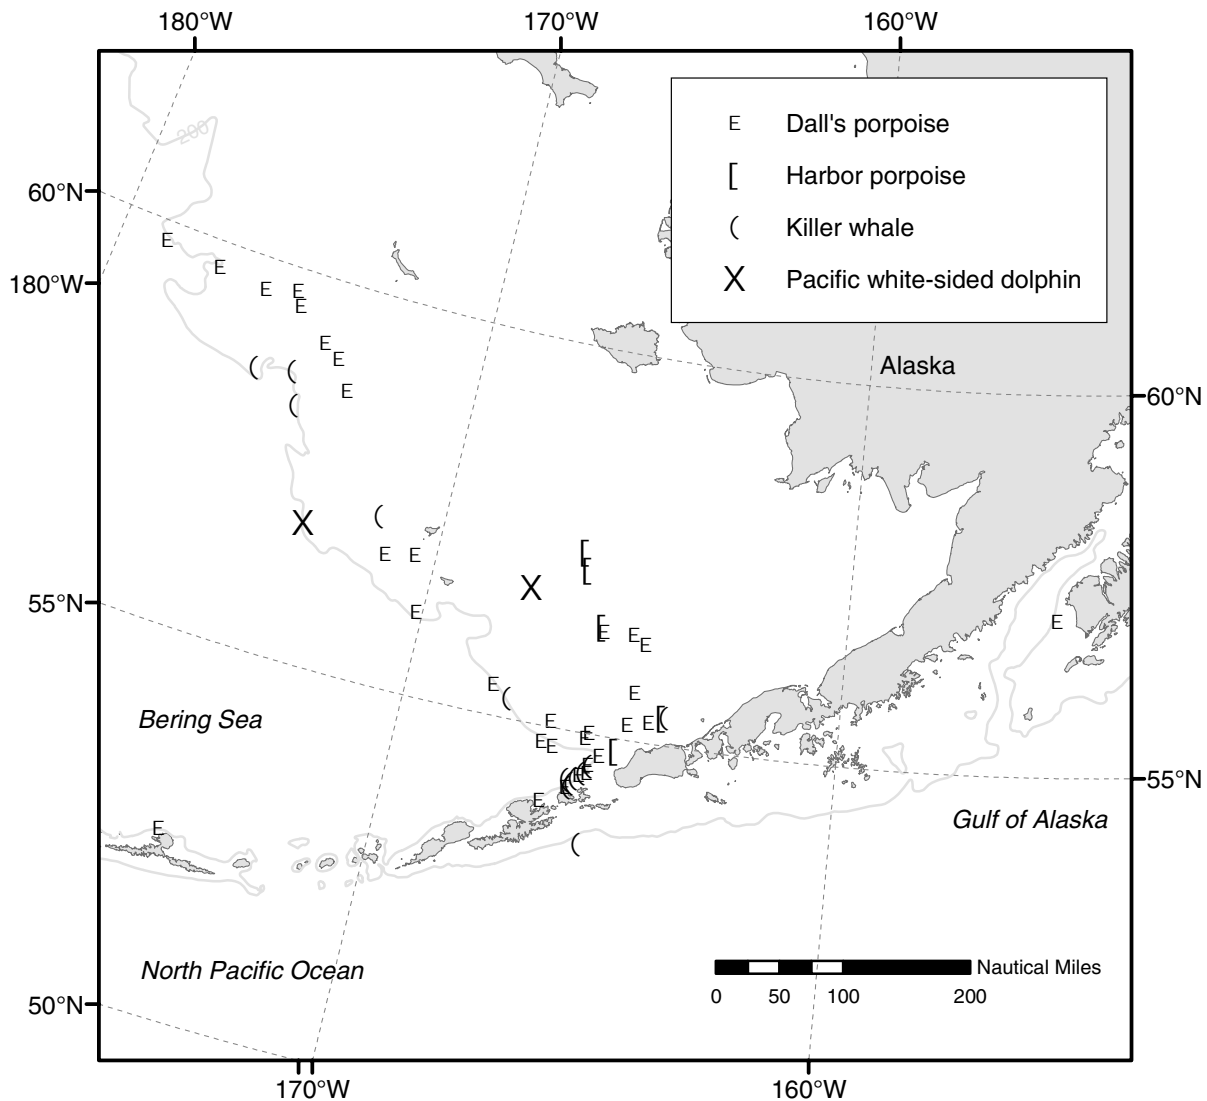 180°W 170°W 160°W
200
E Dall's porpoise
[ Harbor porpoise
( Killer whale
X Pacific white-sided dolphin
60°N
180°W
Alaska
60°N
55°N
Bering Sea
55°N
Gulf of Alaska
North Pacific Ocean
Nautical Miles
0 50 100 200
50°N
170°W 160°W